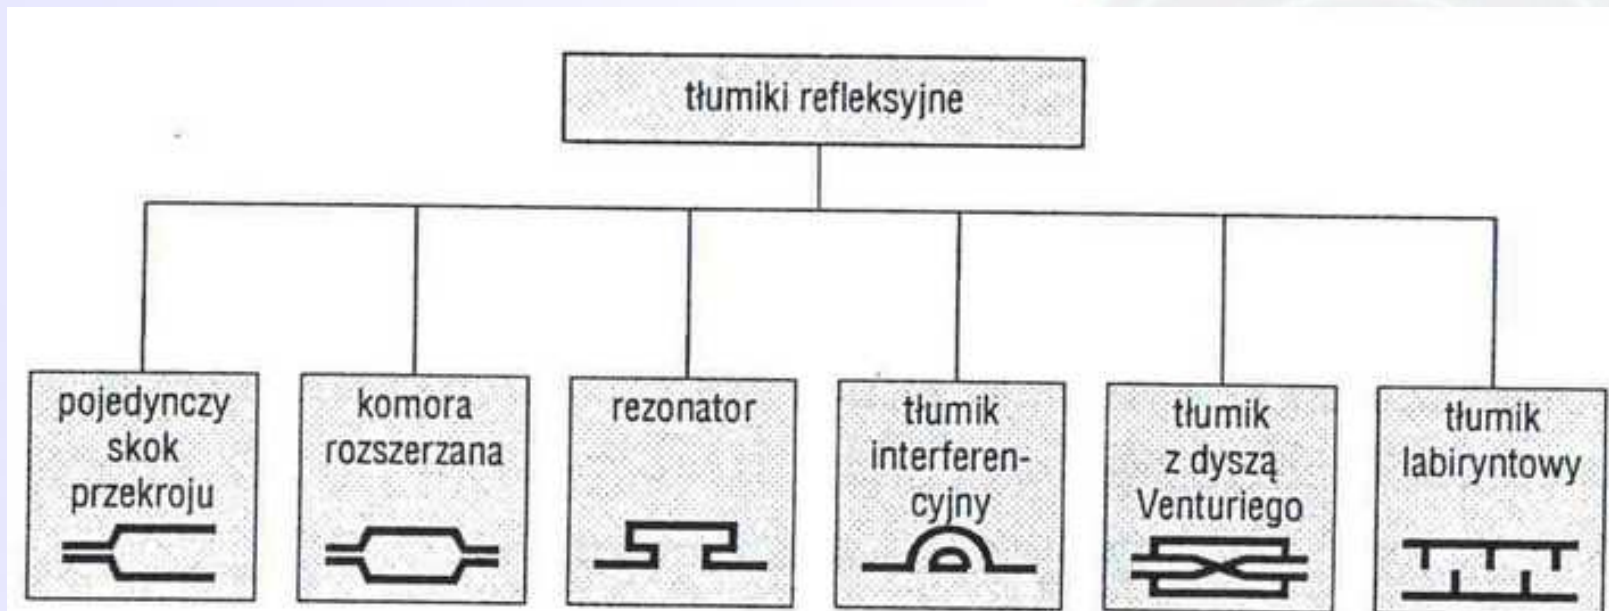 tłumiki refleksyjne
pojedynczy
skok
przekroju
komora
rozszerzana
rezonator
tłumik
interferen-
cyjny
tłumik
z dyszą
Venturiego
tłumik
labiryntowy